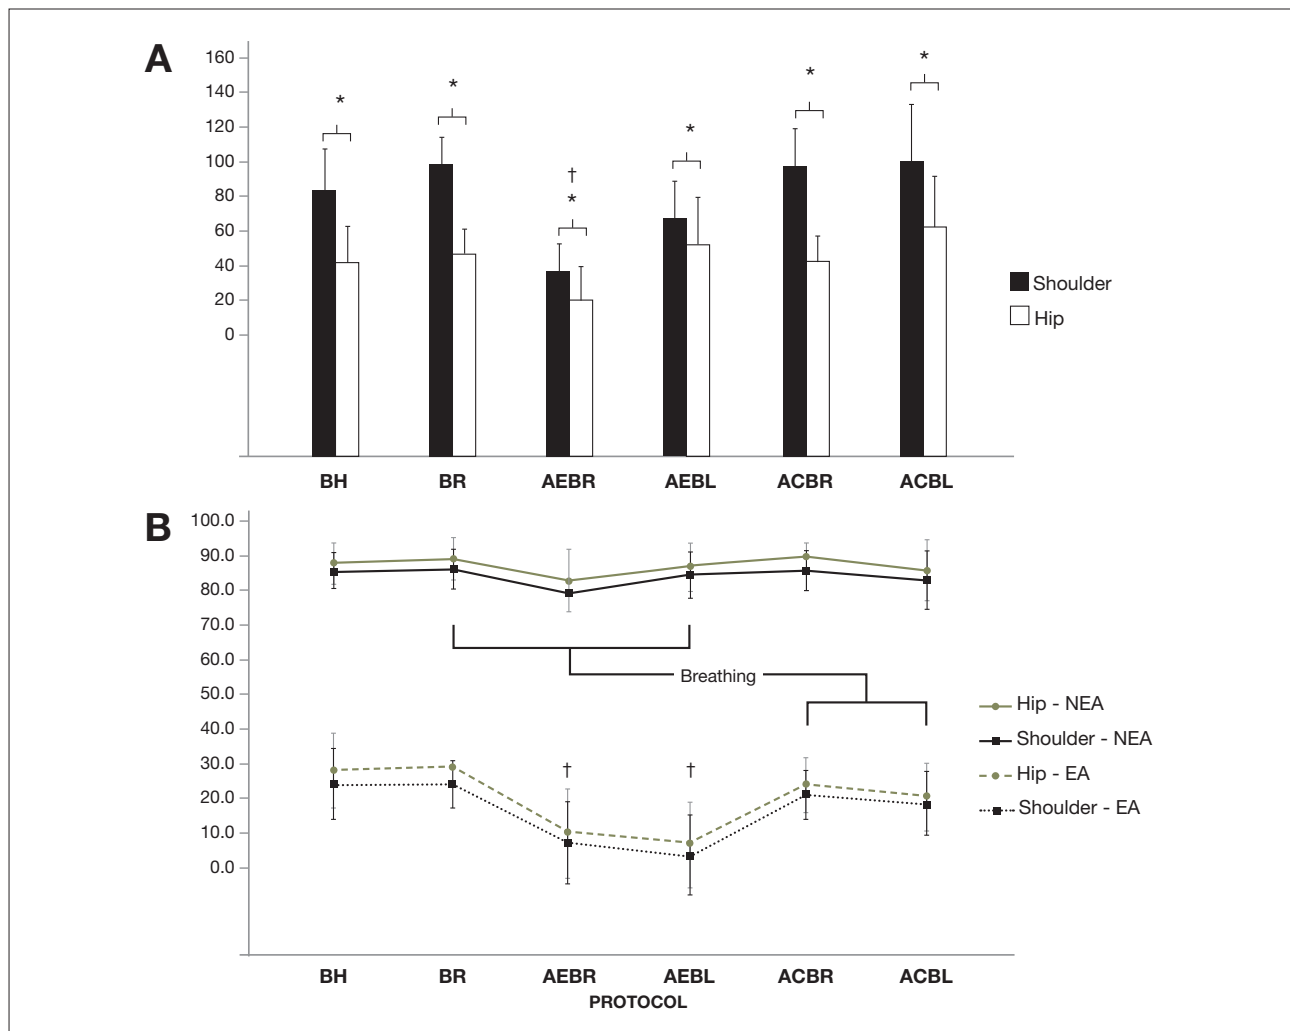 A
160
140
120
100
80
60
40
20
0
*
*
†
*
*
*
*
Shoulder
Hip
BH BR AEBR AEBL ACBR ACBL
B
100.0
90.0
80.0
70.0
60.0
50.0
40.0
30.0
20.0
10.0
0.0
Breathing
† †
Hip - NEA
Shoulder - NEA
Hip - EA
Shoulder - EA
BH BR AEBR AEBL ACBR ACBL
PROTOCOL